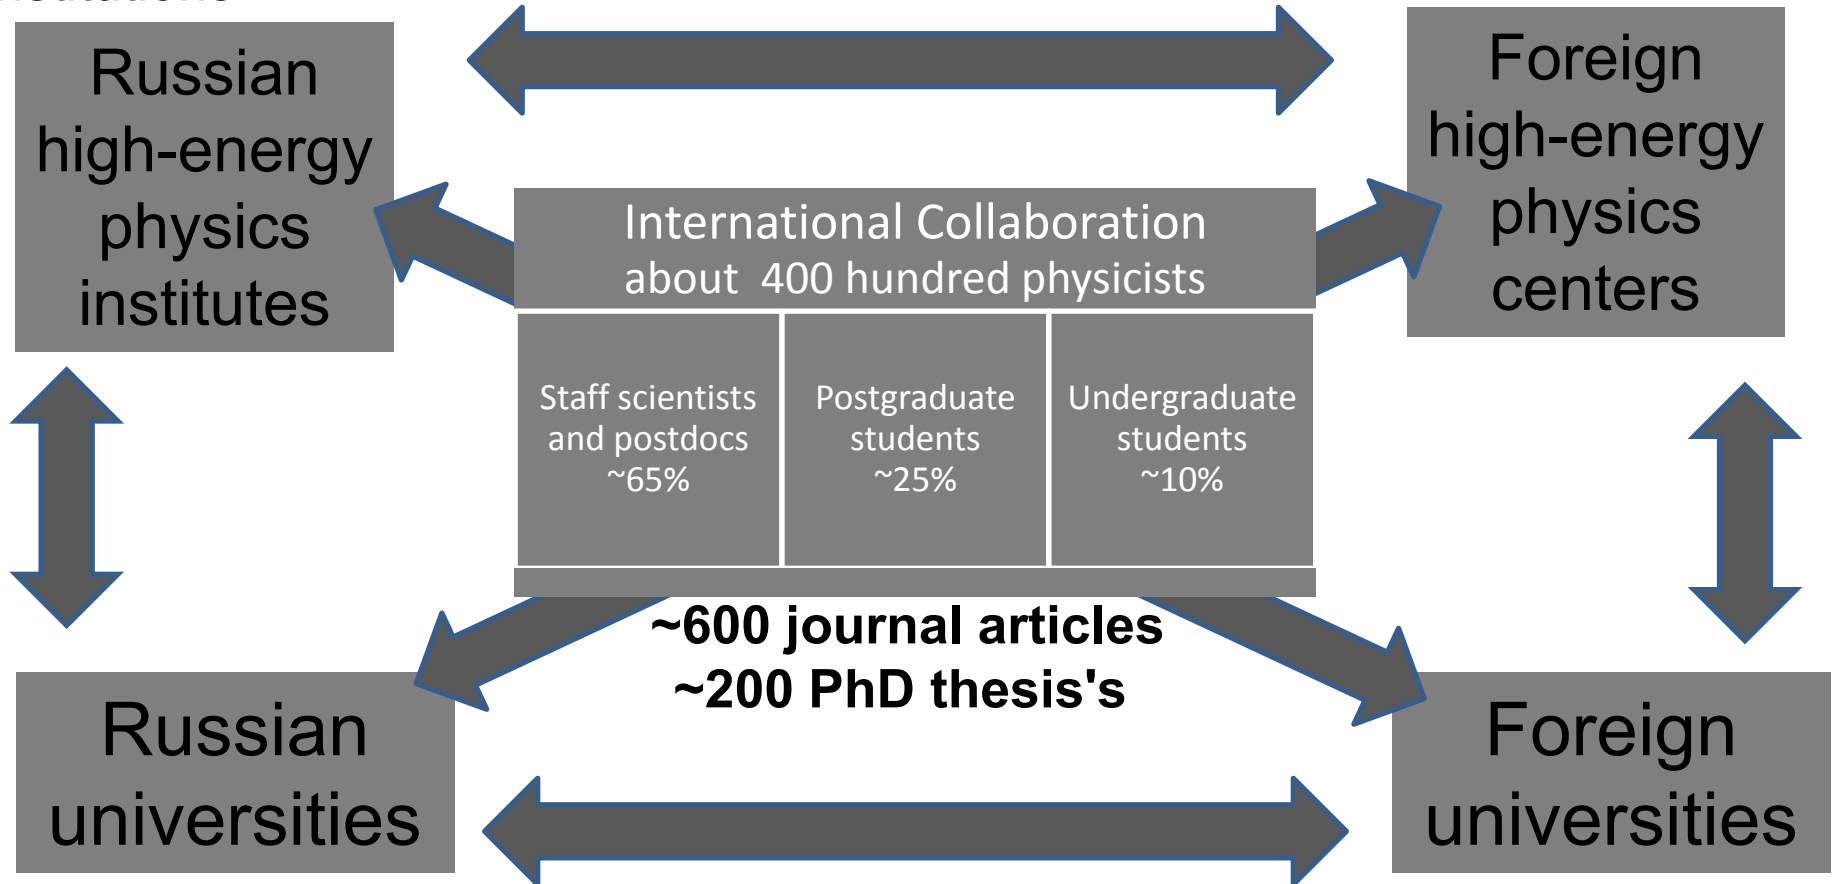 Russian
high-energy
physics
institutes
Foreign
high-energy
physics
centers
International Collaboration
about 400 hundred physicists
Staff scientists
and postdocs
~65%
Postgraduate
students
~25%
Undergraduate
students
~10%
~600 journal articles
~200 PhD thesis's
Russian
universities
Foreign
universities